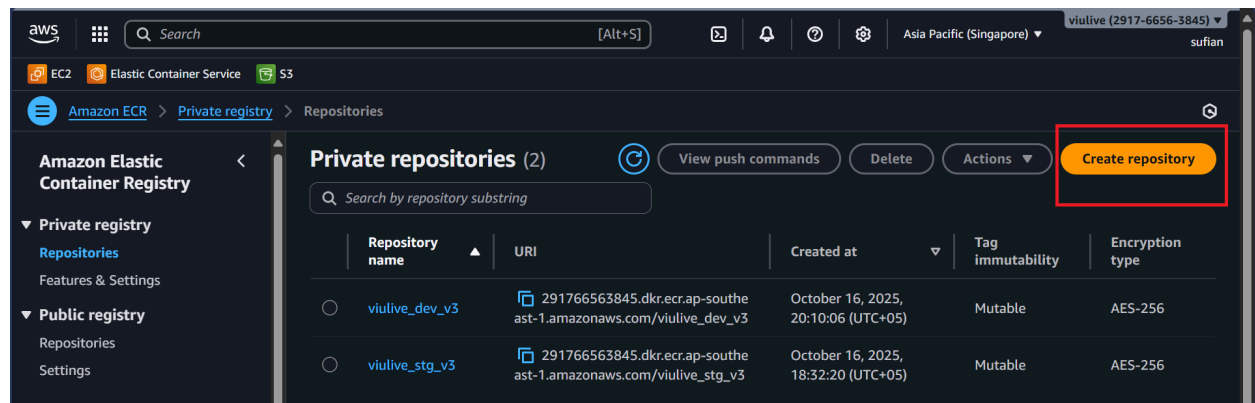 aws
Search
[Alt+S]
Asia Pacific (Singapore) ▼
viulive (2917-6656-3845) ▼
sufian
EC2
Elastic Container Service
S3
Amazon ECR > Private registry > Repositories
Amazon Elastic
Container Registry
Private registry
Repositories
Features & Settings
Public registry
Repositories
Settings
Private repositories (2)
View push commands
Delete
Actions ▼
Create repository
Search by repository substring
Repository
name
URI
Created at
Tag
immutability
Encryption
type
viulive_dev_v3
291766563845.dkr.ecr.ap-southe
ast-1.amazonaws.com/viulive_dev_v3
October 16, 2025,
20:10:06 (UTC+05)
Mutable
AES-256
viulive_stg_v3
291766563845.dkr.ecr.ap-southe
ast-1.amazonaws.com/viulive_stg_v3
October 16, 2025,
18:32:20 (UTC+05)
Mutable
AES-256